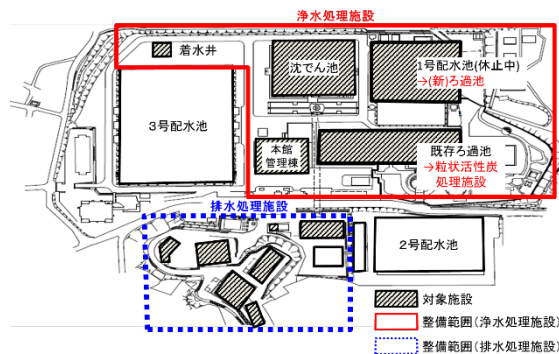 浄水処理施設
着水井
沈でん池
1号配水池(休止中)
→(新)ろ過池
3号配水池
本館
管理棟
既存ろ過池
→粒状活性炭
処理施設
排水処理施設
2号配水池
対象施設
整備範囲(浄水処理施設)
整備範囲(排水処理施設)